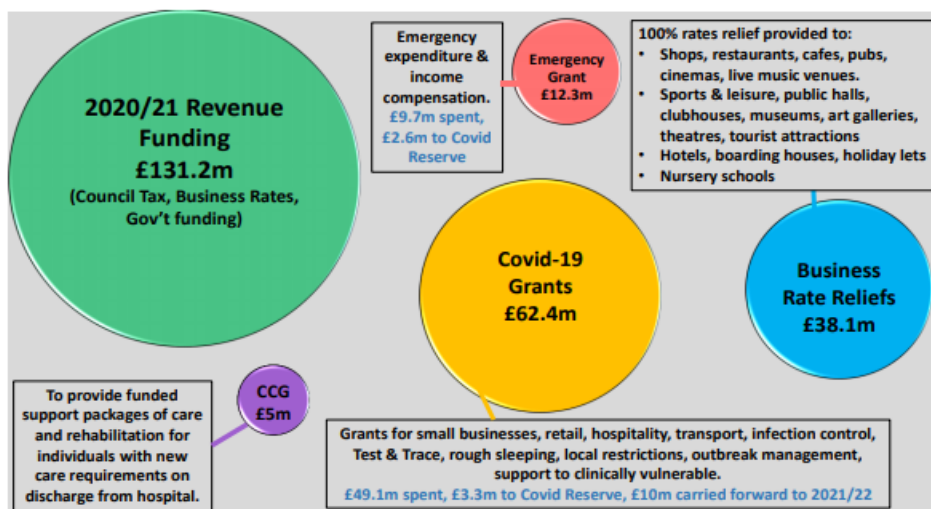 2020/21 Revenue
Funding
£131.2m
(Council Tax, Business Rates,
Gov't funding)
Emergency
expenditure &
income
compensation.
£9.7m spent,
£2.6m to Covid
Reserve
Emergency
Grant
£12.3m
100% rates relief provided to:
• Shops, restaurants, cafes, pubs,
cinemas, live music venues.
• Sports & leisure, public halls,
clubhouses, museums, art galleries,
theatres, tourist attractions
• Hotels, boarding houses, holiday lets
• Nursery schools
Covid-19
Grants
£62.4m
Business
Rate Reliefs
£38.1m
To provide funded
support packages of care
and rehabilitation for
individuals with new
care requirements on
discharge from hospital.
CCG
£5m
Grants for small businesses, retail, hospitality, transport, infection control,
Test & Trace, rough sleeping, local restrictions, outbreak management,
support to clinically vulnerable.
£49.1m spent, £3.3m to Covid Reserve, £10m carried forward to 2021/22